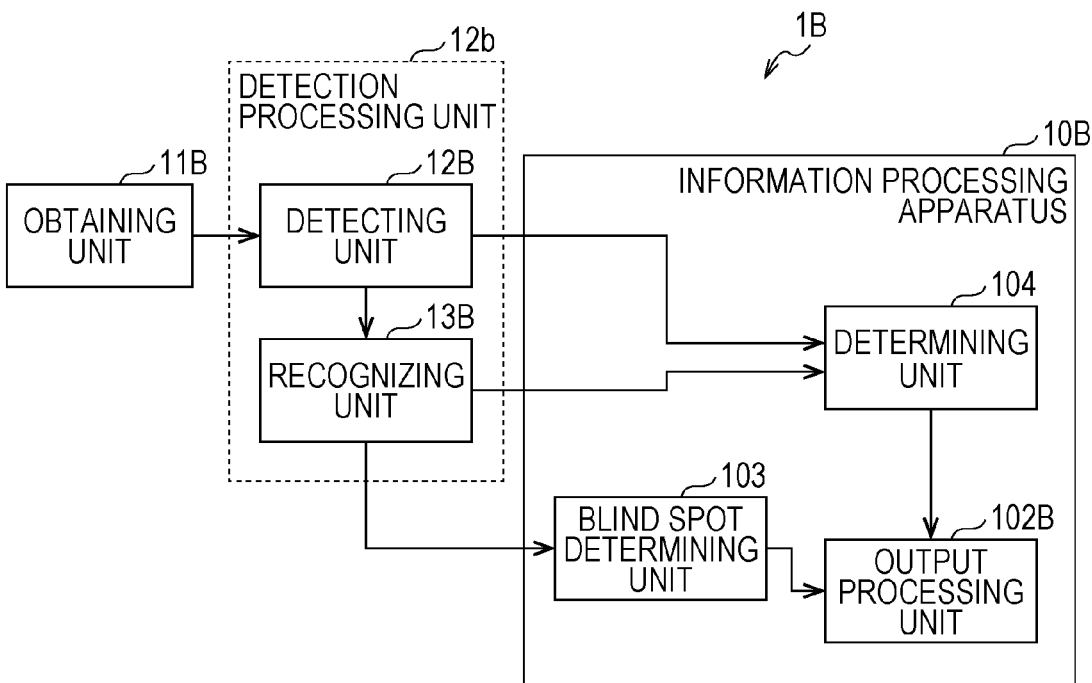 1B
12b
DETECTION
PROCESSING UNIT
10B
INFORMATION PROCESSING
APPARATUS
11B
OBTAINING
UNIT
12B
DETECTING
UNIT
13B
RECOGNIZING
UNIT
104
DETERMINING
UNIT
103
BLIND SPOT
DETERMINING
UNIT
102B
OUTPUT
PROCESSING
UNIT